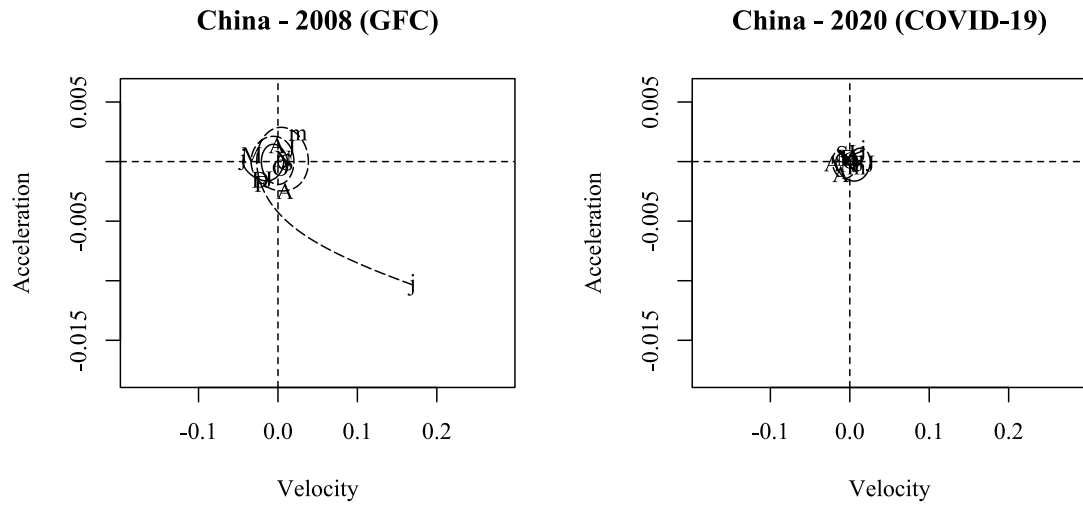 China - 2008 (GFC)
0.005
-0.005
-0.015
Acceleration
m
A
M
j
A
j
-0.1
0.0
0.1
0.2
Velocity
China - 2020 (COVID-19)
0.005
-0.005
-0.015
Acceleration
S
j
A
J
A
m
-0.1
0.0
0.1
0.2
Velocity